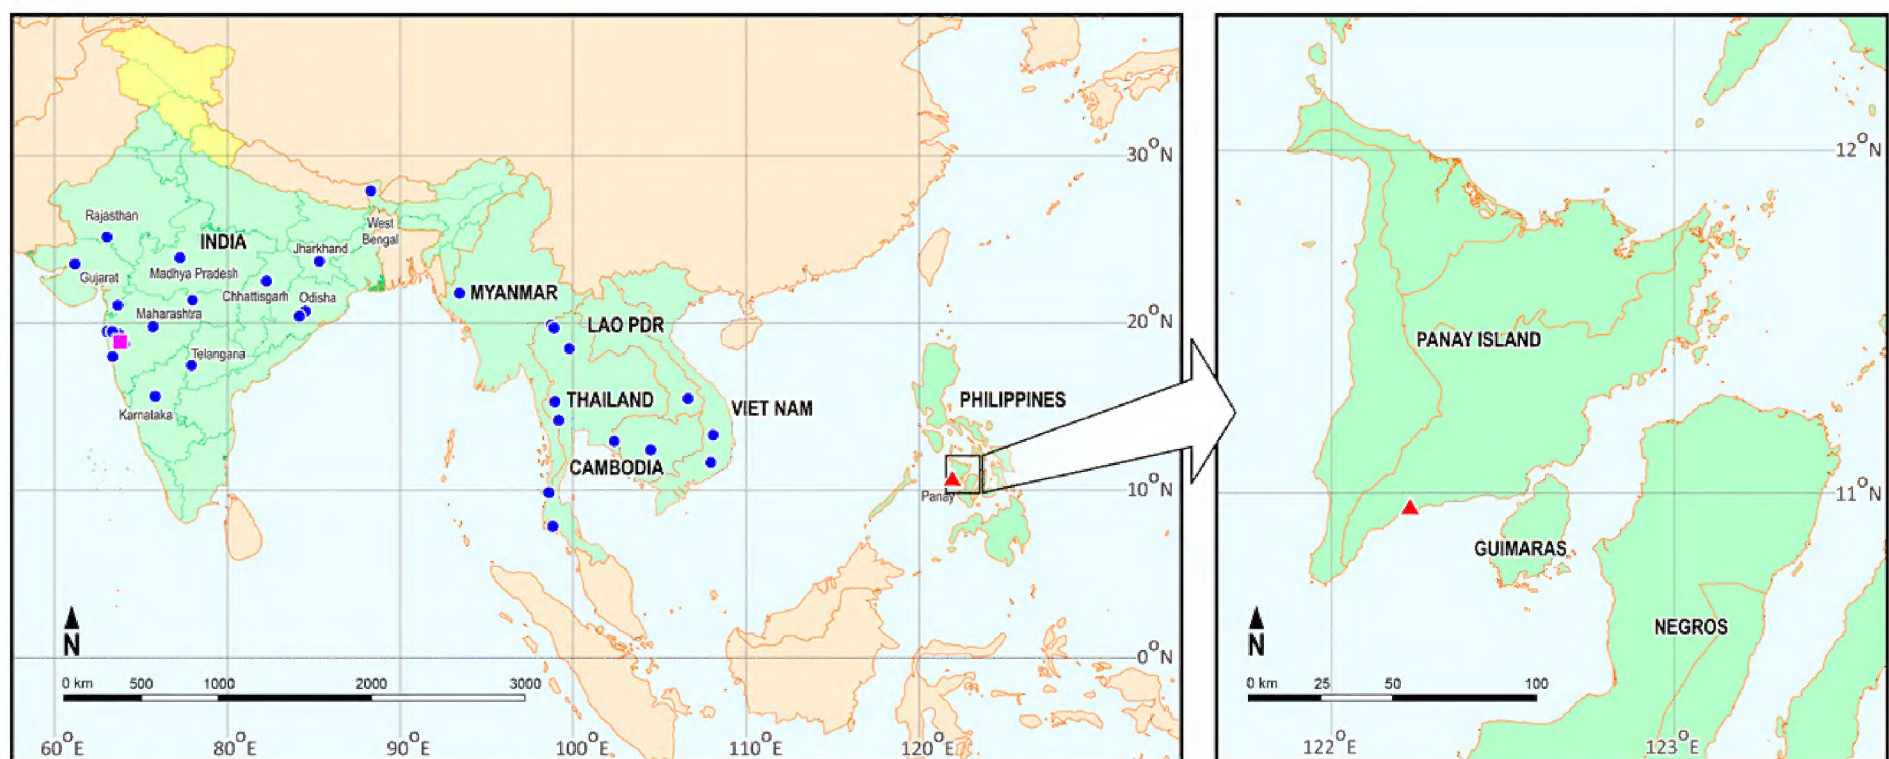 30°N
Rajasthan
West
Bengal
INDIA
Jharkhand
Madhya Pradesh
Gujarat
Chhattisgarh
Odisha
MYANMAR
Maharashtra
20°N
LAO PDR
Telangana
THAILAND
PHILIPPINES
VIET NAM
Karnataka
CAMBODIA
Panay
10°N
N
0°N
0 km 500 1000 2000 3000
60°E 80°E 90°E 100°E 110°E 120°E
12°N
PANAY ISLAND
11°N
GUIMARAS
NEGROS
N
0 km 25 50 100
122°E 123°E